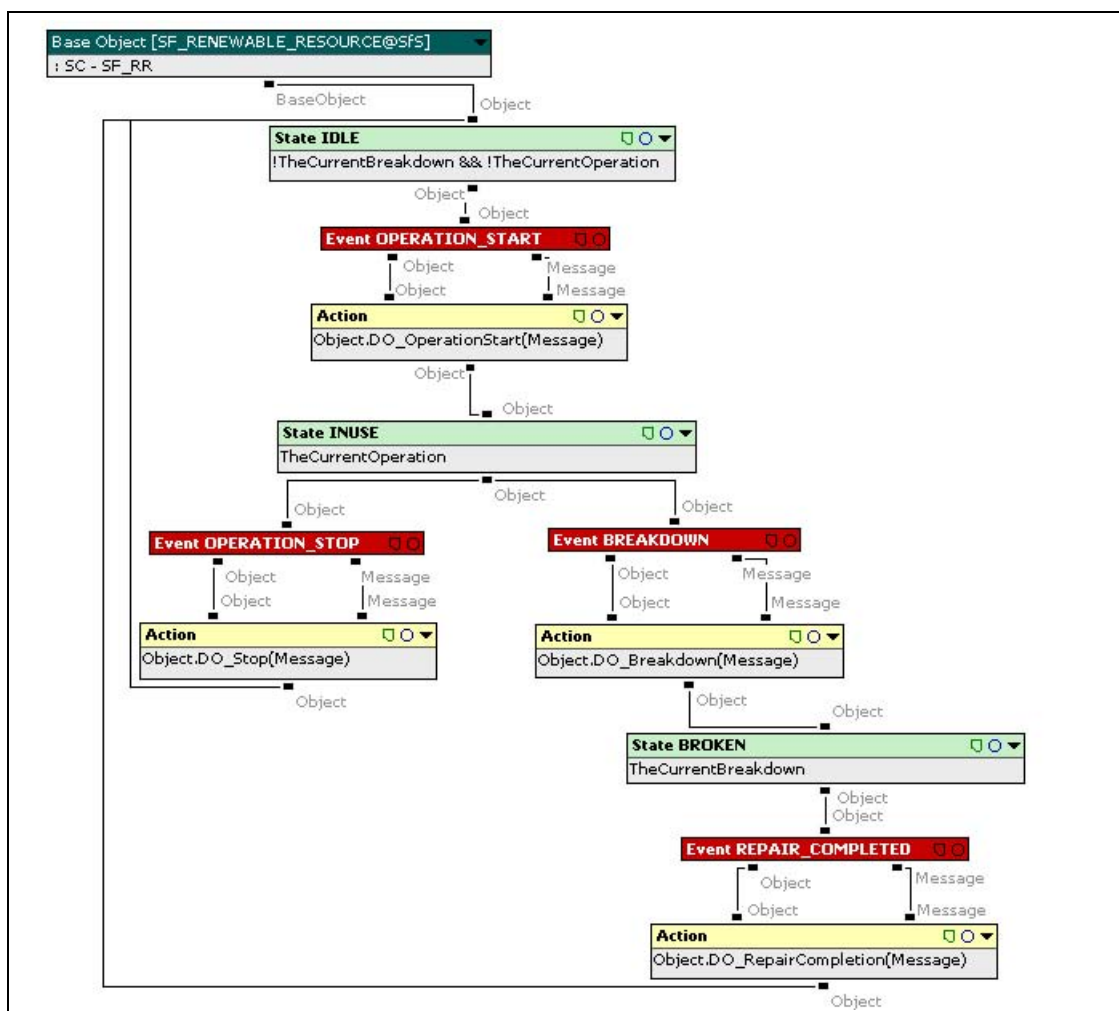 Base Object [SF_RENEWABLE_RESOURCE@SfS]
: SC - SF_RR
BaseObject
Object
State IDLE
!TheCurrentBreakdown && !TheCurrentOperation
Object
Object
Event OPERATION_START
Object
Message
Object
Message
Action
Object.DO_OperationStart(Message)
Object
Object
State INUSE
TheCurrentOperation
Object
Object
Object
Event OPERATION_STOP
Event BREAKDOWN
Object
Message
Object
Message
Object
Message
Object
Message
Action
Object.DO_Stop(Message)
Action
Object.DO_Breakdown(Message)
Object
Object
Object
State BROKEN
TheCurrentBreakdown
Object
Object
Event REPAIR_COMPLETED
Object
Message
Object
Message
Action
Object.DO_RepairCompletion(Message)
Object